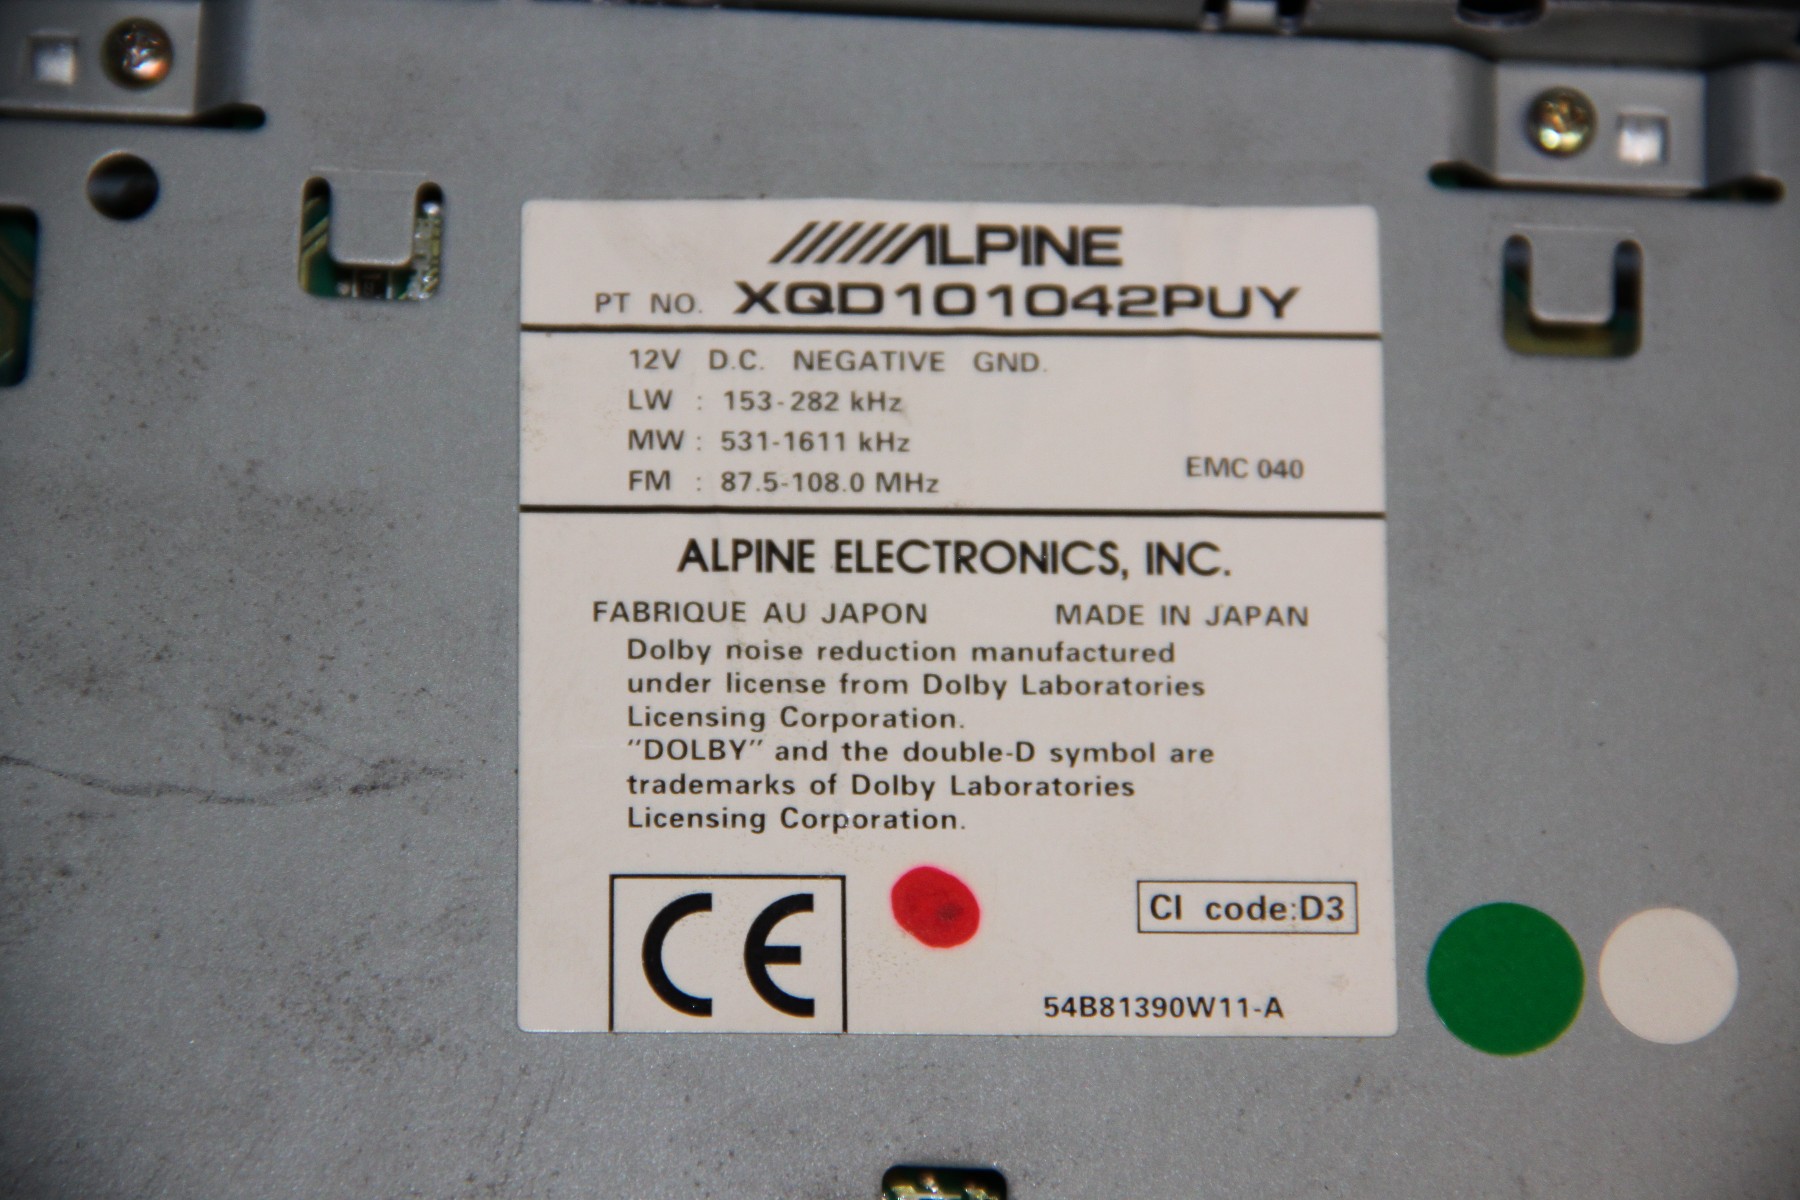 ALPINE
PT NO. XQD101042PUY
12V D.C. NEGATIVE GND.
LW : 153-282 kHz
MW : 531-1611 kHz
FM : 87.5-108.0 MHz
EMC 040
ALPINE ELECTRONICS, INC.
FABRIQUE AU JAPON MADE IN JAPAN
Dolby noise reduction manufactured
under license from Dolby Laboratories
Licensing Corporation.
"DOLBY" and the double-D symbol are
trademarks of Dolby Laboratories
Licensing Corporation.
CE
CI code:D3
54B81390W11-A